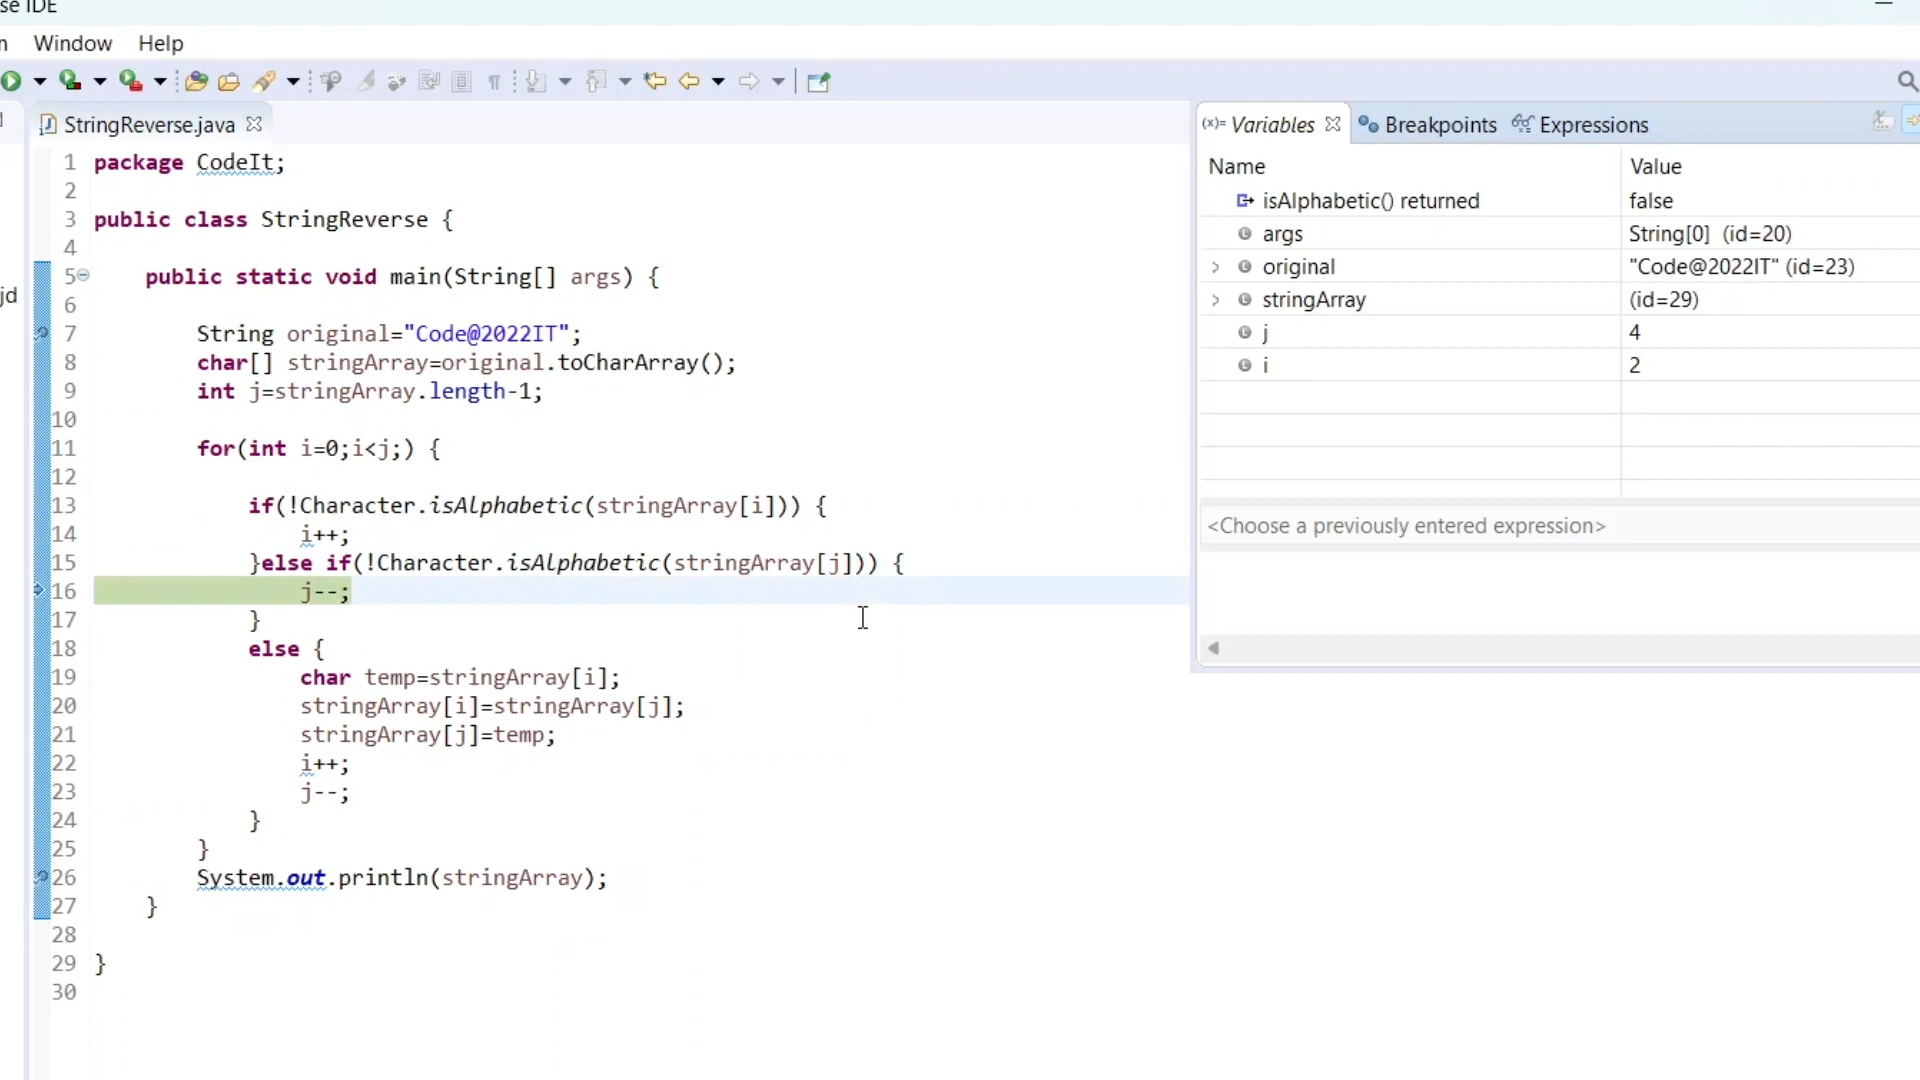 se IDE
n Window Help
StringReverse.java
1 package CodeIt;
2
3 public class StringReverse {
4
5 public static void main(String[] args) {
6
7 String original="Code@2022IT";
8 char[] stringArray=original.toCharArray();
9 int j=stringArray.length-1;
10
11 for(int i=0;i<j;) {
12
13 if(!Character.isAlphabetic(stringArray[i])) {
14 i++;
15 }else if(!Character.isAlphabetic(stringArray[j])) {
16 j--;
17 }
18 else {
19 char temp=stringArray[i];
20 stringArray[i]=stringArray[j];
21 stringArray[j]=temp;
22 i++;
23 j--;
24 }
25 }
26 System.out.println(stringArray);
27 }
28
29 }
30
jd
(x)= Variables Breakpoints Expressions
Name Value
isAlphabetic() returned false
args String[0] (id=20)
original "Code@2022IT" (id=23)
stringArray (id=29)
j 4
i 2
<Choose a previously entered expression>